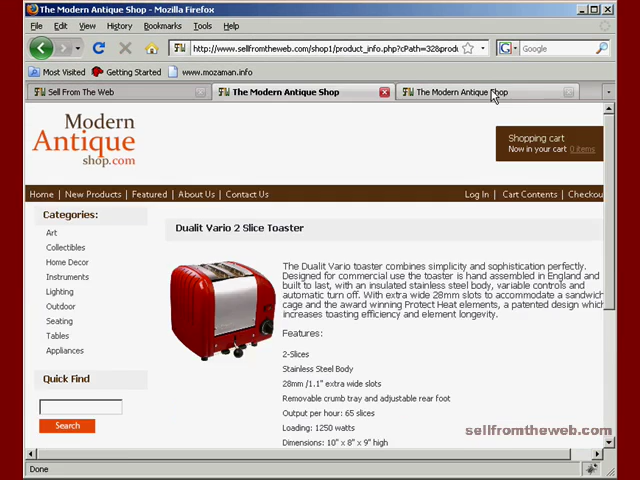 The Modern Antique Shop - Mozilla Firefox
File Edit View History Bookmarks Tools Help
http://www.sellfromtheweb.com/shop1/product_info.php?cPath=32&prod
Google
Most Visited Getting Started www.mozaman.info
Sell From The Web The Modern Antique Shop The Modern Antique Shop
Modern
Antique
shop.com
Shopping cart
Now in your cart 0 items
Home | New Products | Featured | About Us | Contact Us Log In | Cart Contents | Checkou
Categories:
Art
Collectibles
Home Decor
Instruments
Lighting
Outdoor
Seating
Tables
Appliances
Quick Find
Search
Dualit Vario 2 Slice Toaster
The Dualit Vario toaster combines simplicity and sophistication perfectly.
Designed for commercial use the toaster is hand assembled in England and
built to last, with an insulated stainless steel body, variable controls and
automatic turn off. With extra wide 28mm slots to accommodate a sandwich
cage and the award winning Protect Heat elements, a patented design which
increases toasting efficiency and element longevity.
Features:
2-Slices
Stainless Steel Body
28mm /1.1" extra wide slots
Removable crumb tray and adjustable rear foot
Output per hour: 65 slices
Loading: 1250 watts
Dimensions: 10" x 8" x 9" high
sellfromtheweb.com
Done